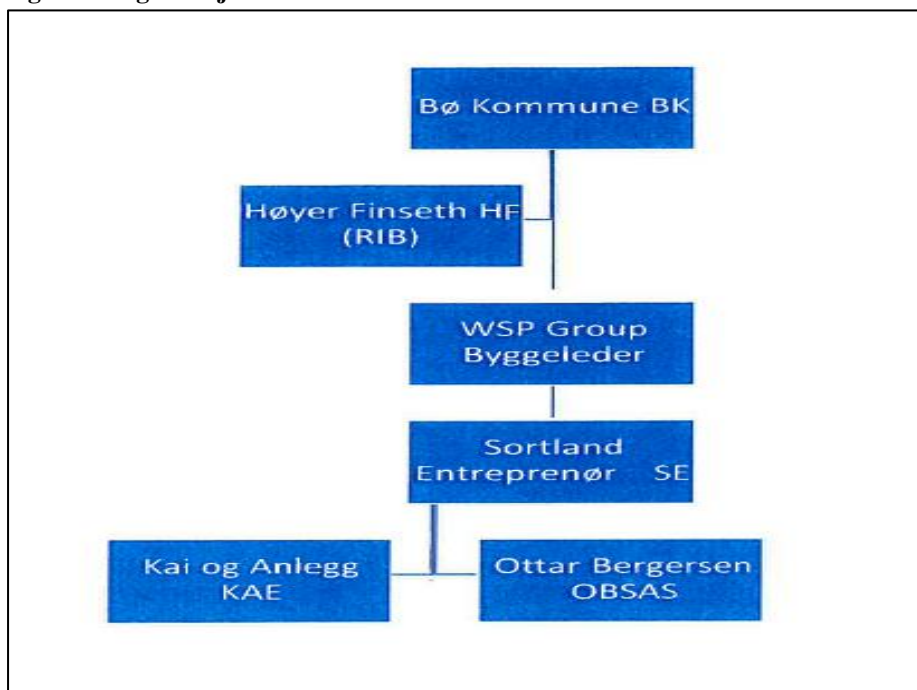 Bø Kommune BK
Høyer Finseth HF
(RIB)
WSP Group
Byggeleder
Sortland
Entreprenør SE
Kai og Anlegg
KAE
Ottar Bergersen
OBSAS